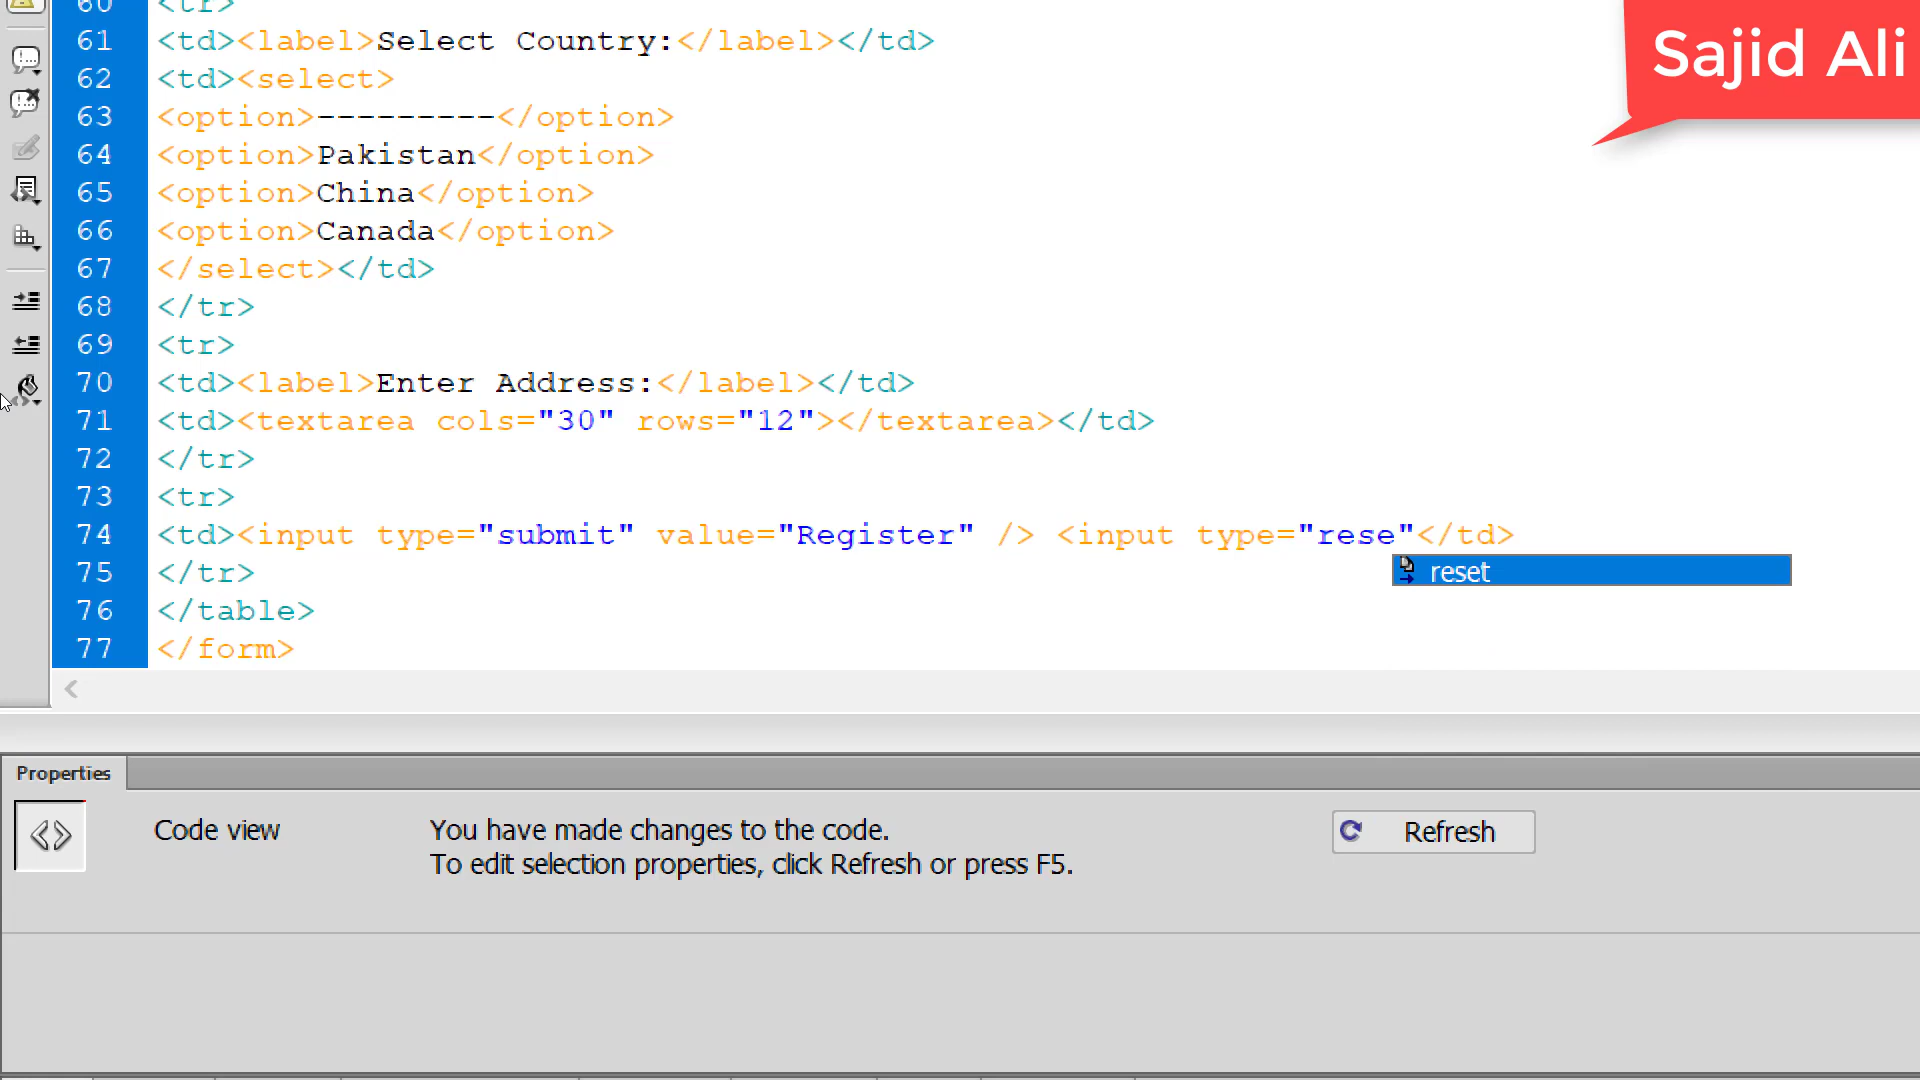 Sajid Ali
60 <tr>
61 <td><label>Select Country:</label></td>
62 <td><select>
63 <option>---------</option>
64 <option>Pakistan</option>
65 <option>China</option>
66 <option>Canada</option>
67 </select></td>
68 </tr>
69 <tr>
70 <td><label>Enter Address:</label></td>
71 <td><textarea cols="30" rows="12"></textarea></td>
72 </tr>
73 <tr>
74 <td><input type="submit" value="Register" /> <input type="rese"</td>
reset
75 </tr>
76 </table>
77 </form>
Properties
Code view
You have made changes to the code.
To edit selection properties, click Refresh or press F5.
Refresh